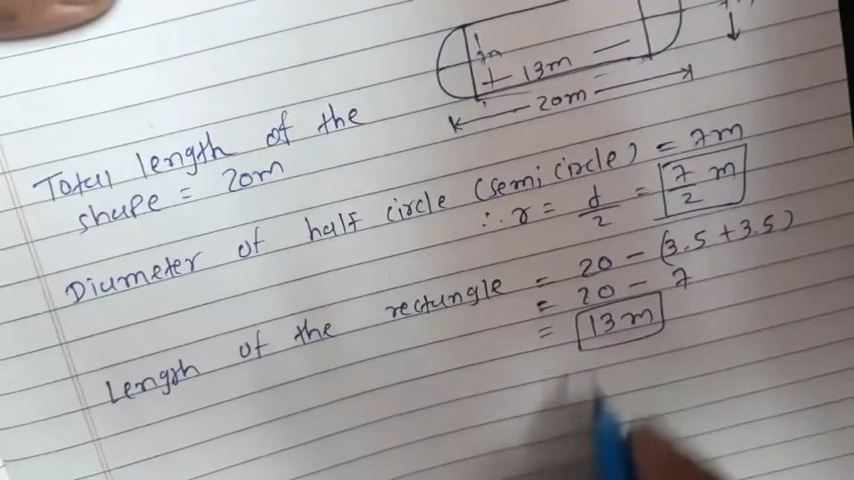 7m
13m
20m
Total length of the
shape = 20m
Diameter of half circle (semi circle) = 7m
∴ r = d/2 = 7/2 m
Length of the rectangle = 20 - (3.5 + 3.5)
= 20 - 7
= 13m